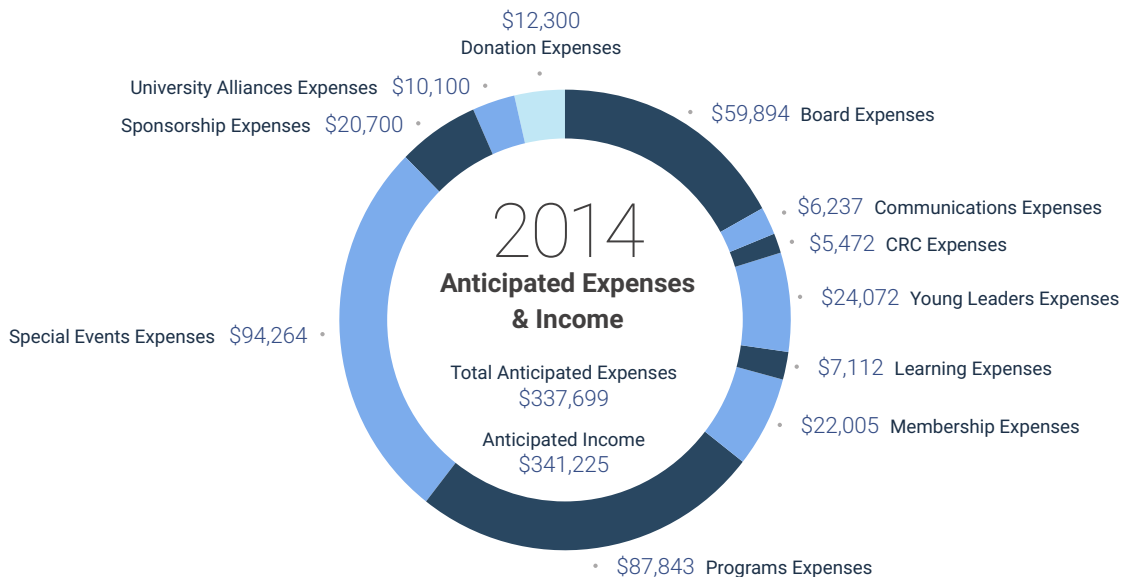 $12,300
Donation Expenses
University Alliances Expenses $10,100
Sponsorship Expenses $20,700
$59,894 Board Expenses
$6,237 Communications Expenses
$5,472 CRC Expenses
$24,072 Young Leaders Expenses
$7,112 Learning Expenses
$22,005 Membership Expenses
$87,843 Programs Expenses
Special Events Expenses $94,264
2014
Anticipated Expenses
& Income
Total Anticipated Expenses
$337,699
Anticipated Income
$341,225